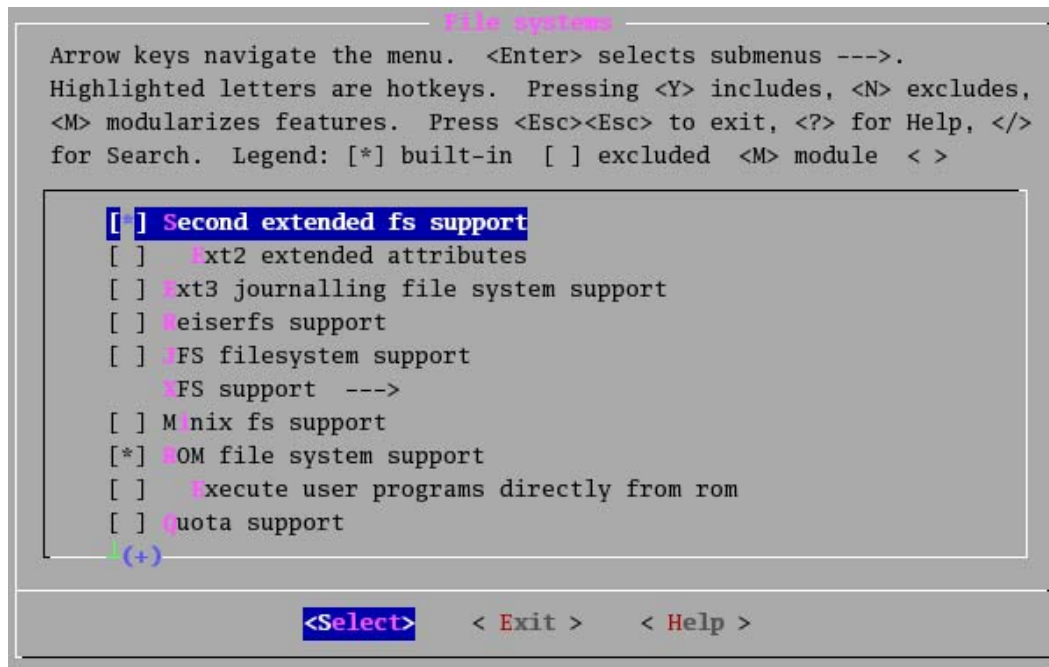 File systems
Arrow keys navigate the menu. <Enter> selects submenus --->.
Highlighted letters are hotkeys. Pressing <Y> includes, <N> excludes,
<M> modularizes features. Press <Esc><Esc> to exit, <?> for Help, </>
for Search. Legend: [*] built-in [ ] excluded <M> module < >
[*] Second extended fs support
[ ] Ext2 extended attributes
[ ] Ext3 journalling file system support
[ ] Reiserfs support
[ ] JFS filesystem support
XFS support --->
[ ] Minix fs support
[*] ROM file system support
[ ] Execute user programs directly from rom
[ ] Quota support
(+)
<Select> < Exit > < Help >